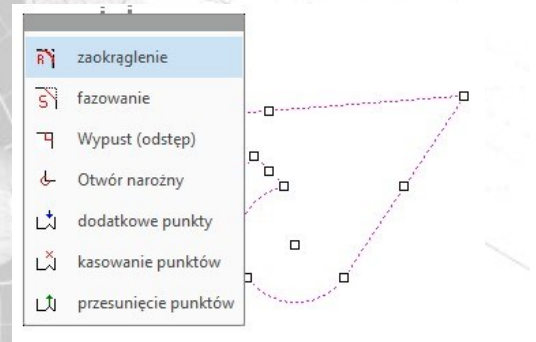 zaokrąglenie
fazowanie
Wypust (odstęp)
Otwór narożny
dodatkowe punkty
kasowanie punktów
przesunięcie punktów